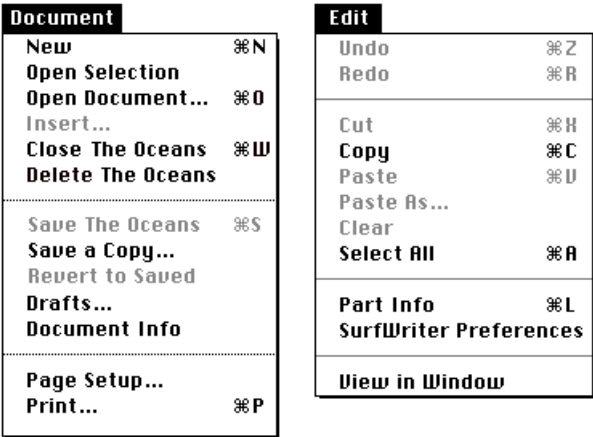 Document
New ⌘N
Open Selection
Open Document... ⌘O
Insert...
Close The Oceans ⌘W
Delete The Oceans
Save The Oceans ⌘S
Save a Copy...
Revert to Saved
Drafts...
Document Info
Page Setup...
Print... ⌘P
Edit
Undo ⌘Z
Redo ⌘R
Cut ⌘X
Copy ⌘C
Paste ⌘V
Paste As...
Clear
Select All ⌘A
Part Info ⌘L
SurfWriter Preferences
View in Window